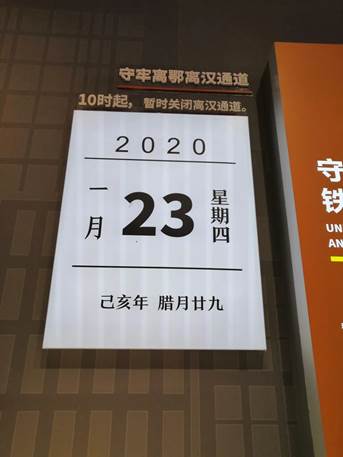 守牢离鄂离汉通道
10时起，暂时关闭离汉通道。
2020
一月
23
星期四
己亥年 腊月廿九
守
铁
UN
AN